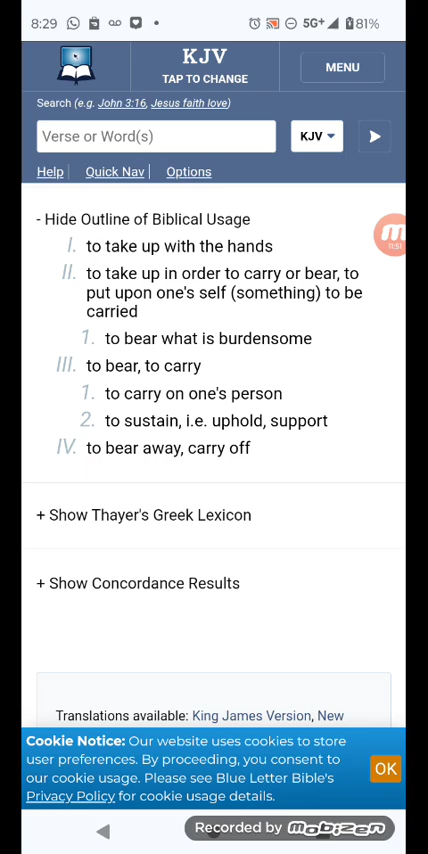 8:29 5G+ 81%
KJV
TAP TO CHANGE
MENU
Search (e.g. John 3:16, Jesus faith love)
Verse or Word(s)
KJV
Help Quick Nav Options
- Hide Outline of Biblical Usage
I. to take up with the hands
II. to take up in order to carry or bear, to
put upon one's self (something) to be
carried
1. to bear what is burdensome
III. to bear, to carry
1. to carry on one's person
2. to sustain, i.e. uphold, support
IV. to bear away, carry off
11:51
+ Show Thayer's Greek Lexicon
+ Show Concordance Results
Translations available: King James Version, New
Cookie Notice: Our website uses cookies to store
user preferences. By proceeding, you consent to
our cookie usage. Please see Blue Letter Bible's
Privacy Policy for cookie usage details.
OK
Recorded by mobizen